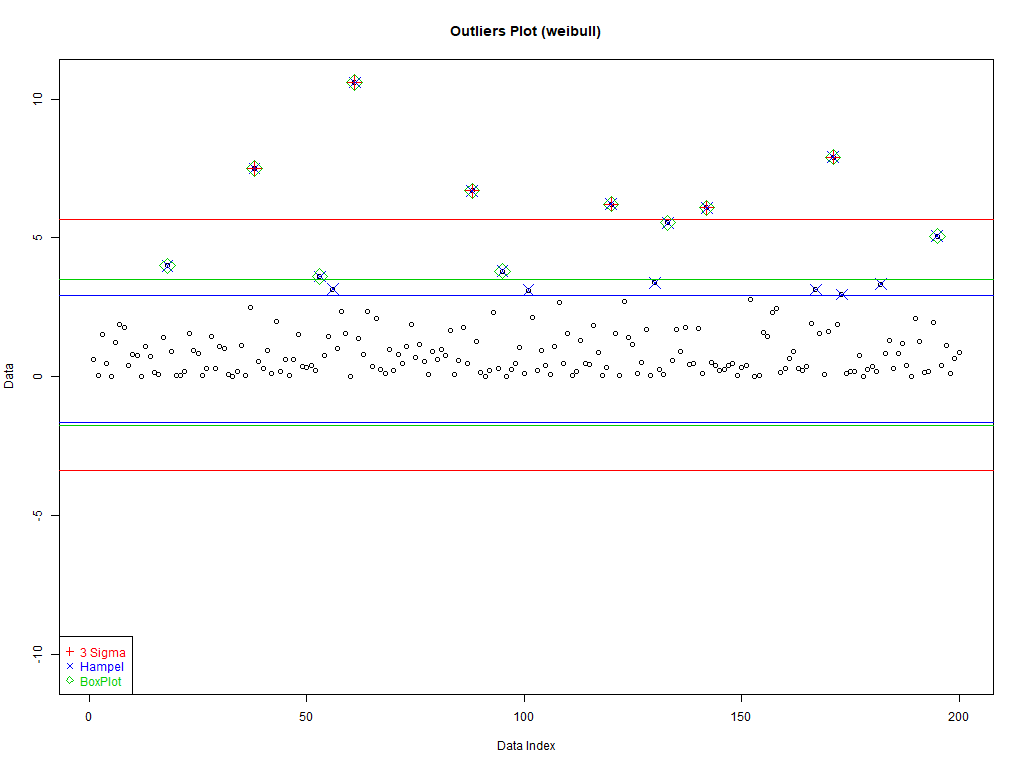 Outliers Plot (weibull)
10
5
0
-5
-10
Data
3 Sigma
Hampel
BoxPlot
0 50 100 150 200
Data Index